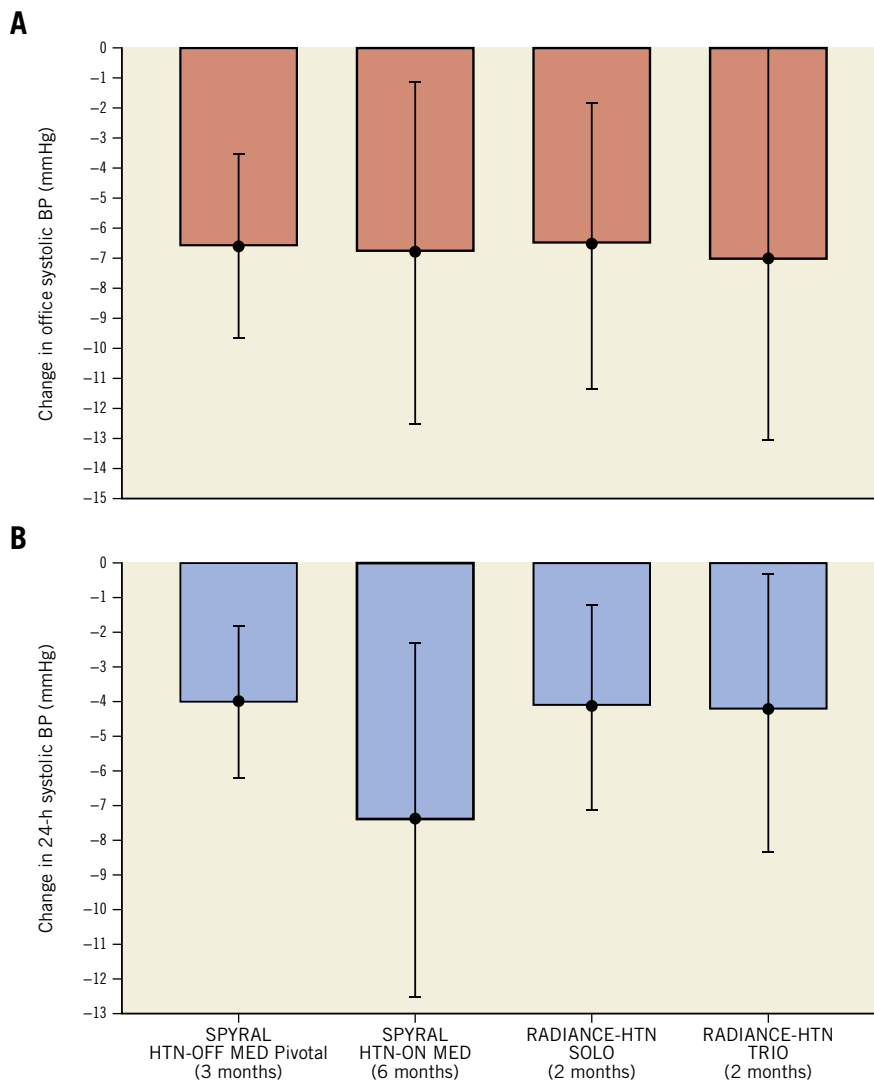 A
Change in office systolic BP (mmHg)
0
−1
−2
−3
−4
−5
−6
−7
−8
−9
−10
−11
−12
−13
−14
−15
B
Change in 24-h systolic BP (mmHg)
0
−1
−2
−3
−4
−5
−6
−7
−8
−9
−10
−11
−12
−13
SPYRAL
HTN-OFF MED Pivotal
(3 months)
SPYRAL
HTN-ON MED
(6 months)
RADIANCE-HTN
SOLO
(2 months)
RADIANCE-HTN
TRIO
(2 months)